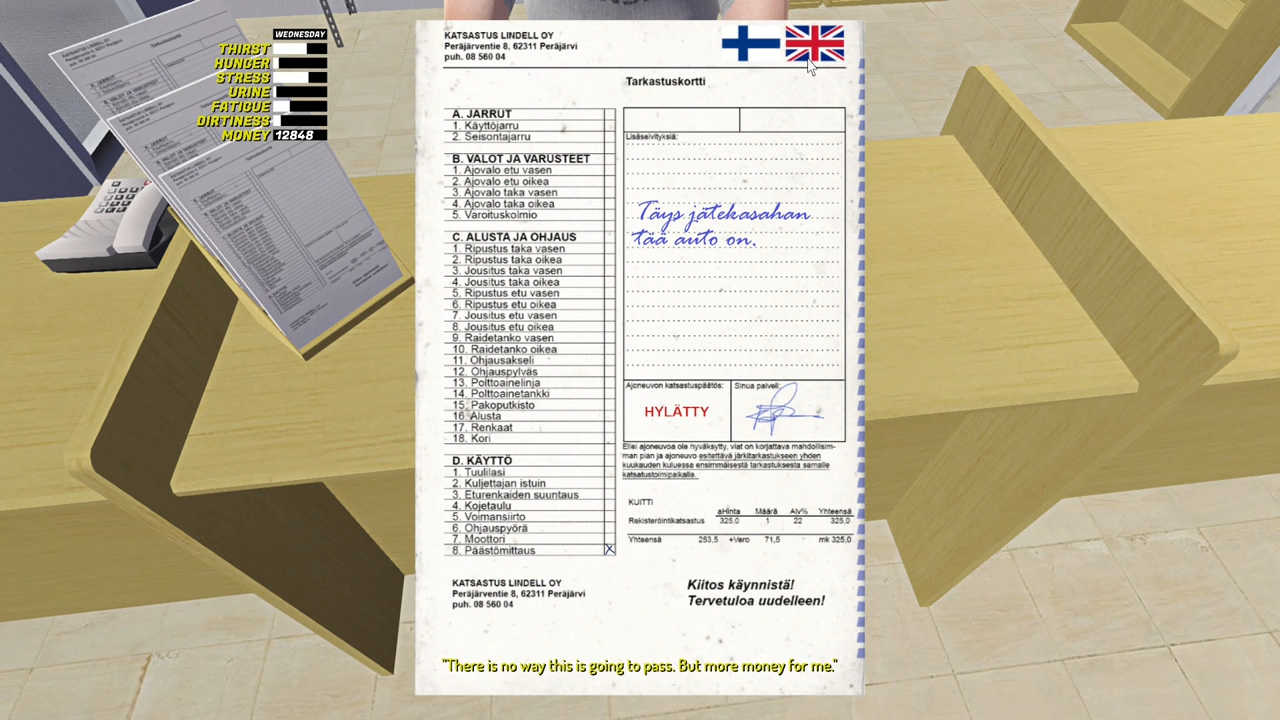 WEDNESDAY
THIRST
HUNGER
STRESS
URINE
FATIGUE
DIRTINESS
MONEY 12848
KATSASTUS LINDELL OY
Peräjärventie 8, 62311 Peräjärvi
puh. 08 560 04
Tarkastuskortti
A. JARRUT
1. Käyttöjarru
2. Seisontajarru
B. VALOT JA VARUSTEET
1. Ajovalo etu vasen
2. Ajovalo etu oikea
3. Ajovalo taka vasen
4. Ajovalo taka oikea
5. Varoituskolmio
C. ALUSTA JA OHJAUS
1. Ripustus taka vasen
2. Ripustus taka oikea
3. Jousitus taka vasen
4. Jousitus taka oikea
5. Ripustus etu vasen
6. Ripustus etu oikea
7. Jousitus etu vasen
8. Jousitus etu oikea
9. Raidetanko vasen
10. Raidetanko oikea
11. Ohjausakseli
12. Ohjauspylväs
13. Polttoainelinja
14. Polttoainetankki
15. Pakoputkisto
16. Alusta
17. Renkaat
18. Kori
D. KÄYTTÖ
1. Tuulilasi
2. Kuljettajan istuin
3. Eturenkaiden suuntaus
4. Kojetaulu
5. Voimansiirto
6. Ohjauspyörä
7. Moottori
8. Päästömittaus X
Lisäselvityksiä:
Täys jätekasahan
tää auto on.
Ajoneuvon katsastuspäätös: Sinua palveli:
HYLÄTTY
Ellei ajoneuvoa ole hyväksytty, viat on korjattava mahdollisim-
man pian ja ajoneuvo esitettävä järkitarkastukseen yhden
kuukauden kuluessa ensimmäisestä tarkastuksesta samalle
katsatustoimipaikalle.
KUITTI
aHinta Määrä Alv% Yhteensä
Rekisteröintikatsastus 325,0 1 22 325,0
Yhteensä 253,5 +Vero 71,5 mk 325,0
KATSASTUS LINDELL OY
Peräjärventie 8, 62311 Peräjärvi
puh. 08 560 04
Kiitos käynnistä!
Tervetuloa uudelleen!
"There is no way this is going to pass. But more money for me."